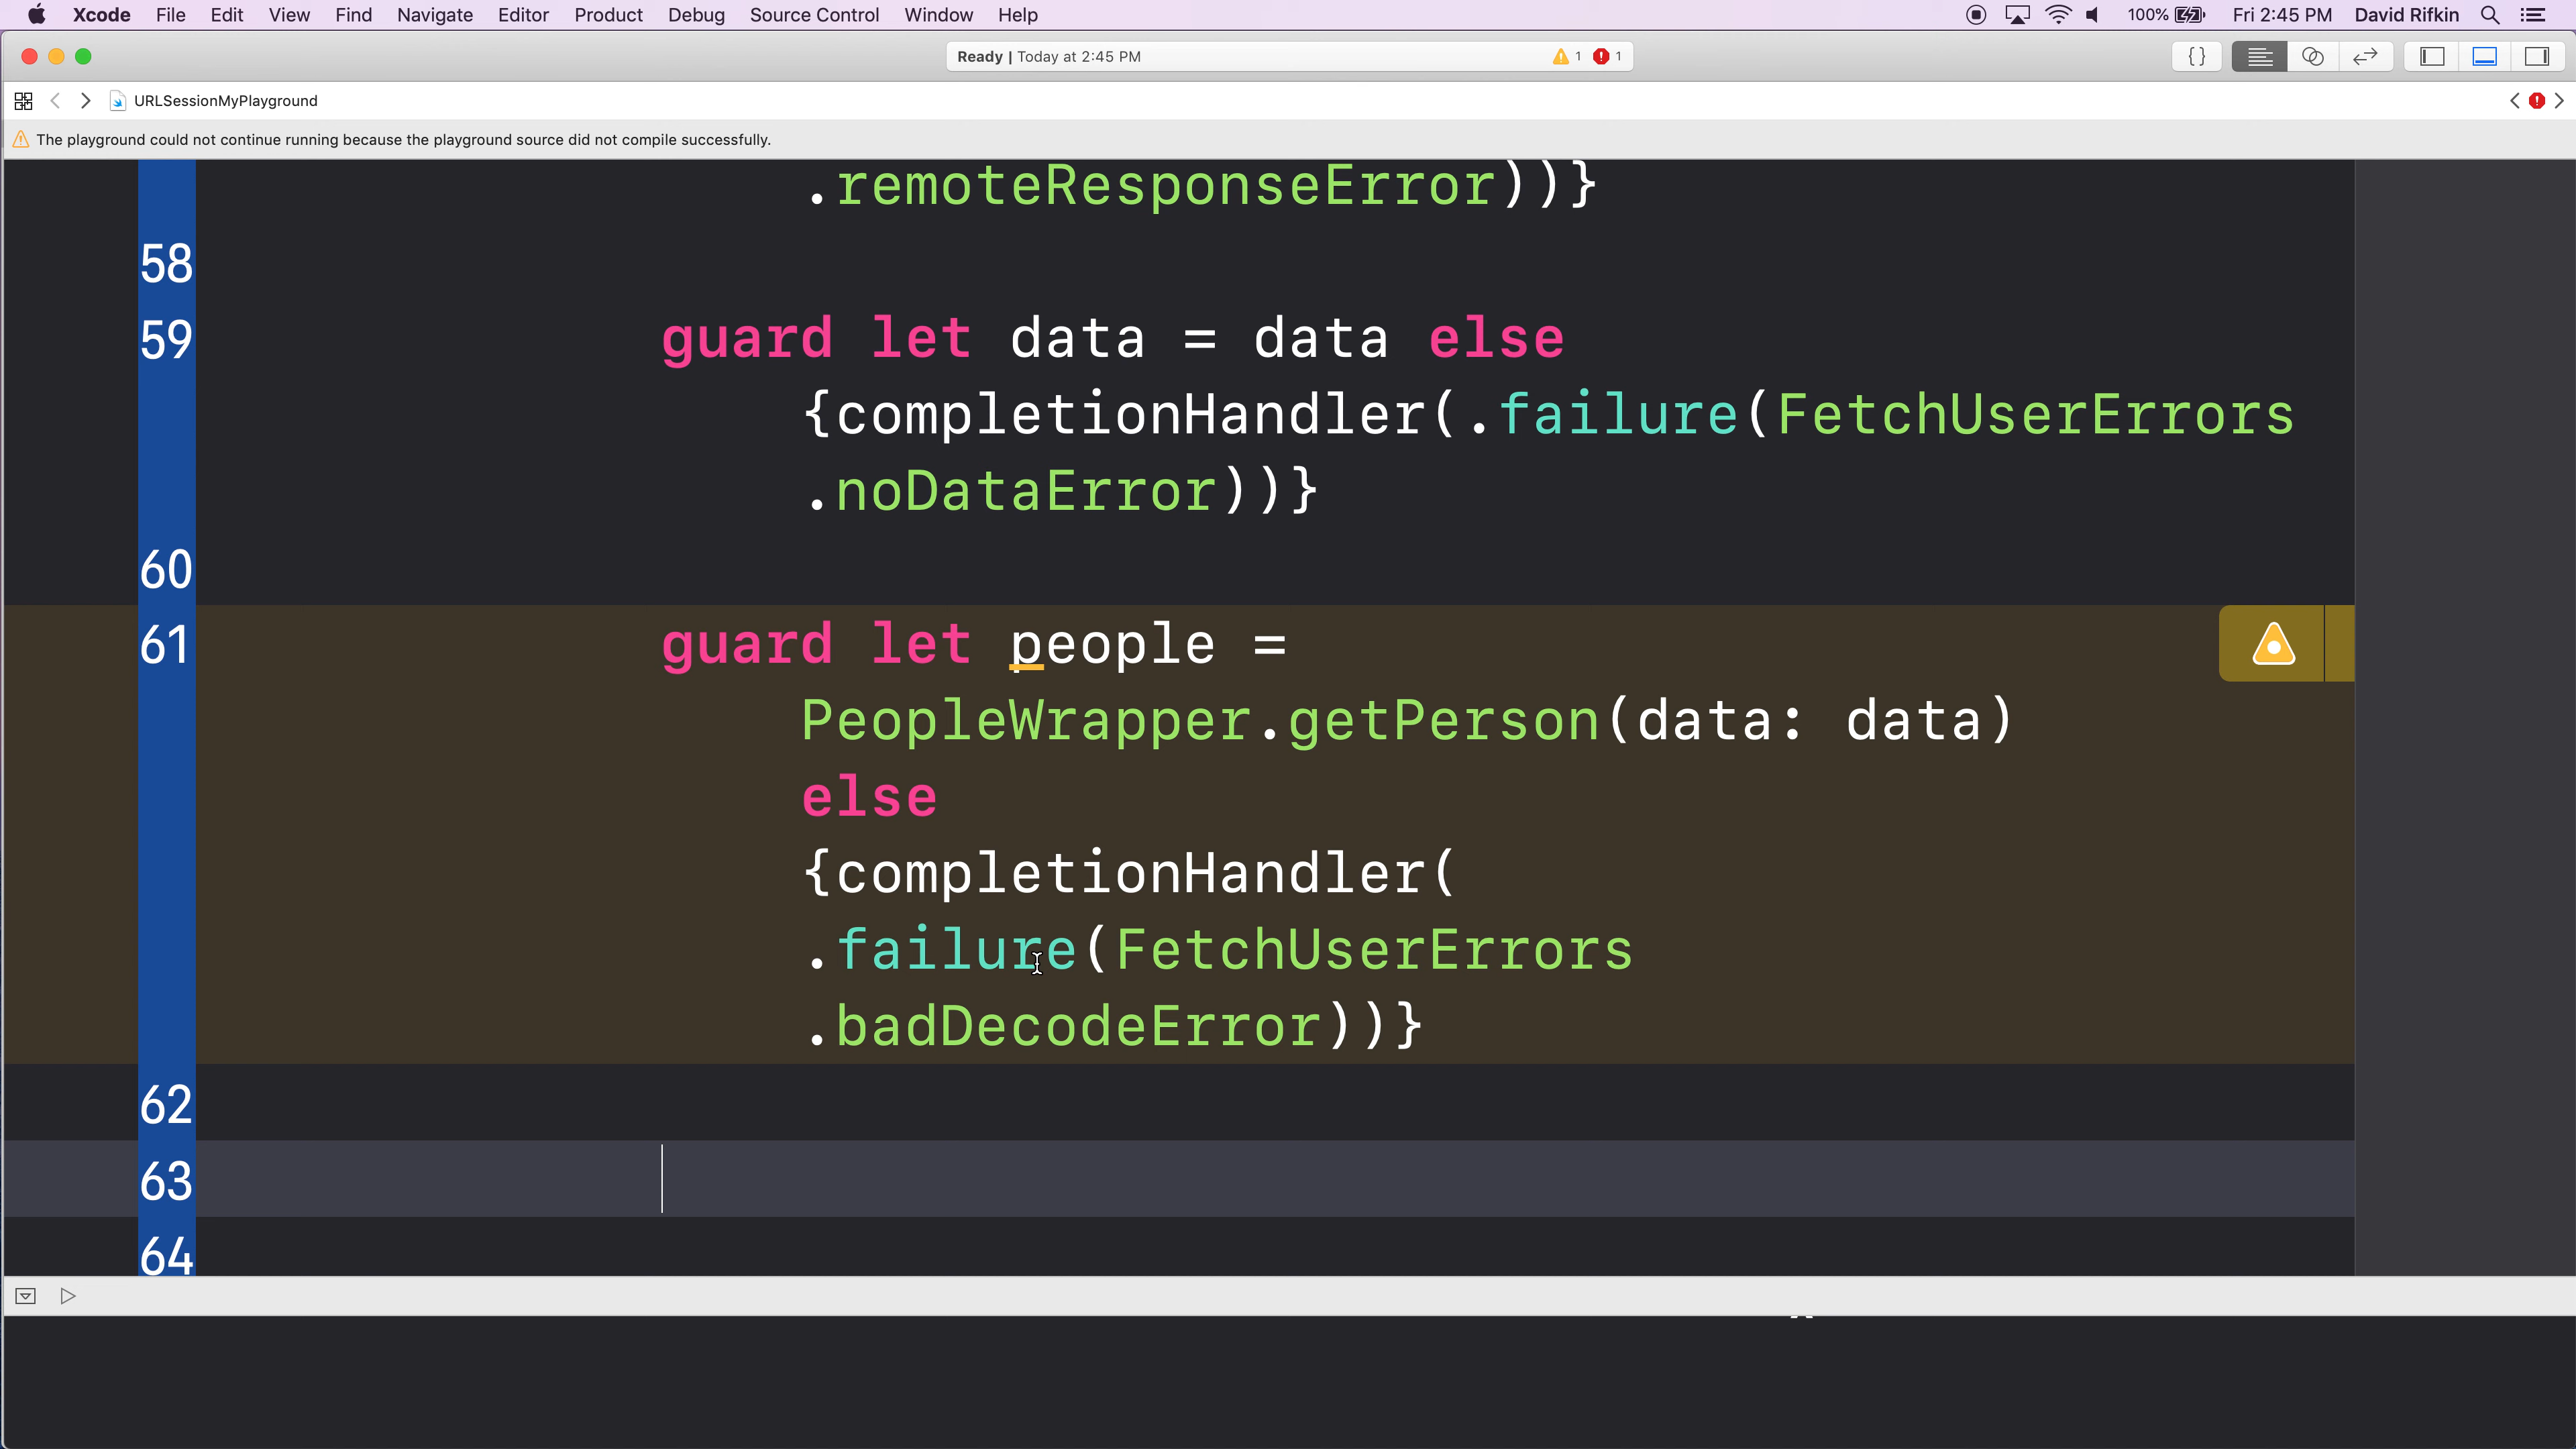 Xcode File Edit View Find Navigate Editor Product Debug Source Control Window Help 100% Fri 2:45 PM David Rifkin
Ready | Today at 2:45 PM 1 1
{}
URLSessionMyPlayground
The playground could not continue running because the playground source did not compile successfully.
.remoteResponseError))}
58
59 guard let data = data else
{completionHandler(.failure(FetchUserErrors
.noDataError))}
60
61 guard let people =
PeopleWrapper.getPerson(data: data)
else
{completionHandler(
.failure(FetchUserErrors
.badDecodeError))}
62
63
64